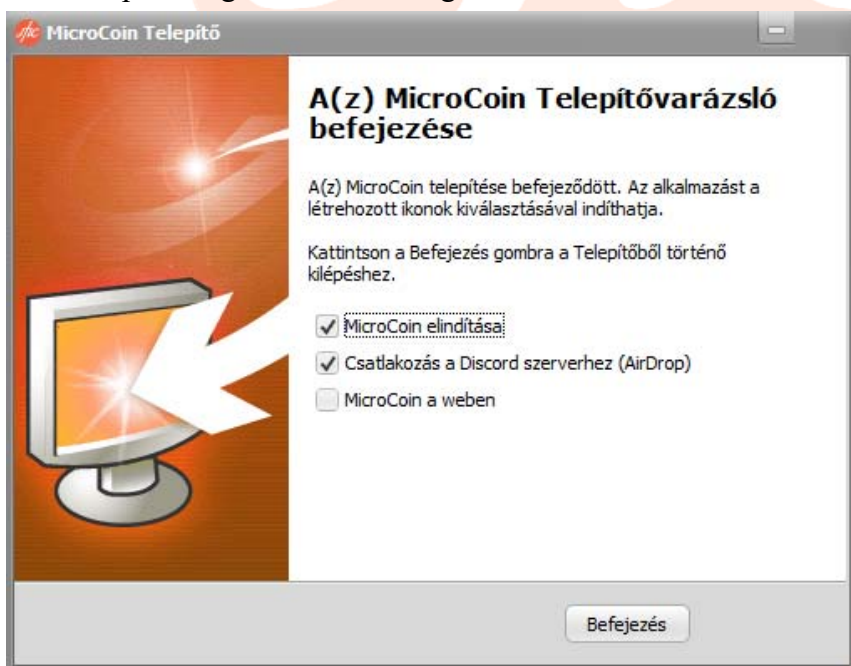 MicroCoin Telepítő
A(z) MicroCoin Telepítővarázsló
befejezése
A(z) MicroCoin telepítése befejeződött. Az alkalmazást a
létrehozott ikonok kiválasztásával indíthatja.
Kattintson a Befejezés gombra a Telepítőből történő
kilépéshez.
MicroCoin elindítása
Csatlakozás a Discord szerverhez (AirDrop)
MicroCoin a weben
Befejezés